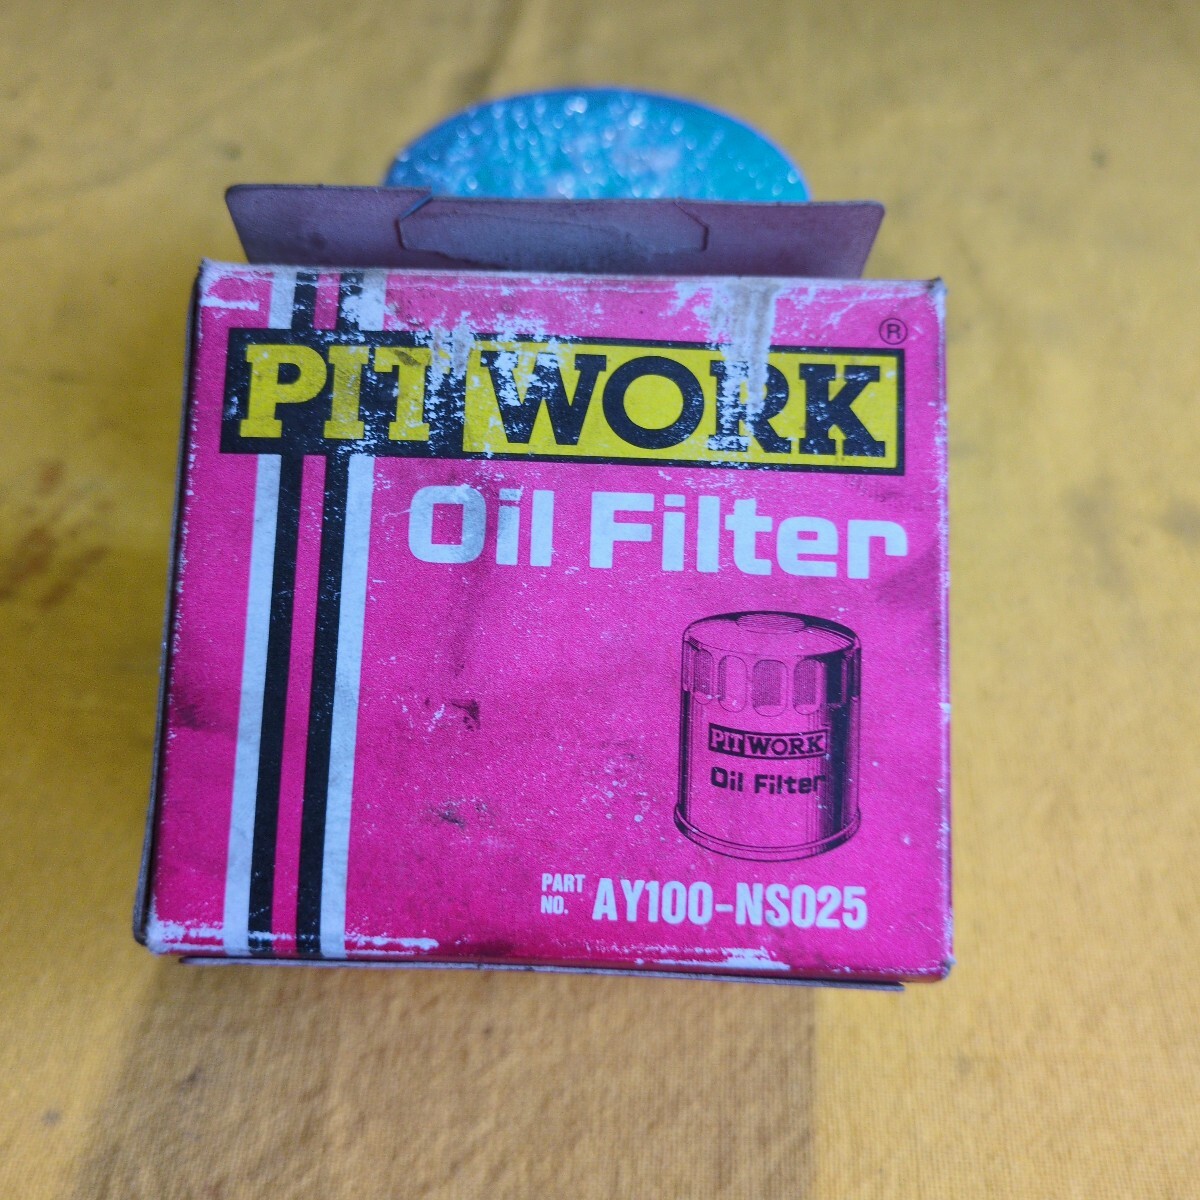 PITWORK ®
Oil Filter
PITWORK
Oil Filter
PART NO. AY100-NS025